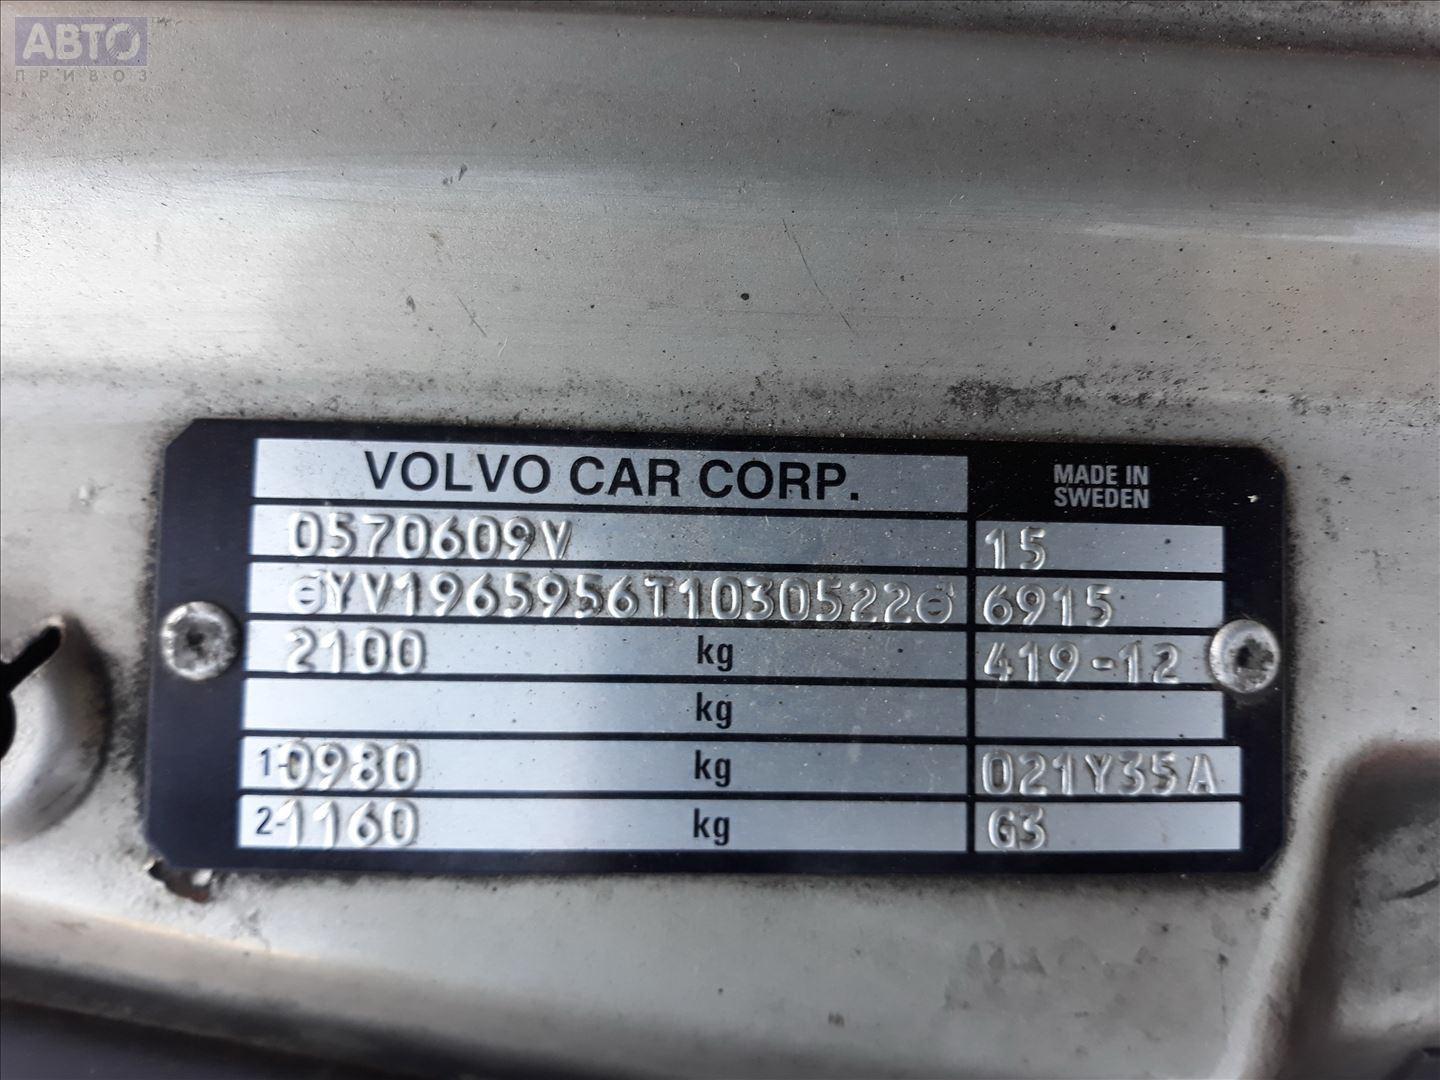 АВТО
ПРИВОЗ
VOLVO CAR CORP.
MADE IN
SWEDEN
0570609V 15
YV1965956T1030522 6915
2100 kg 419-12
kg
1-0980 kg 021Y35A
2-1160 kg G3